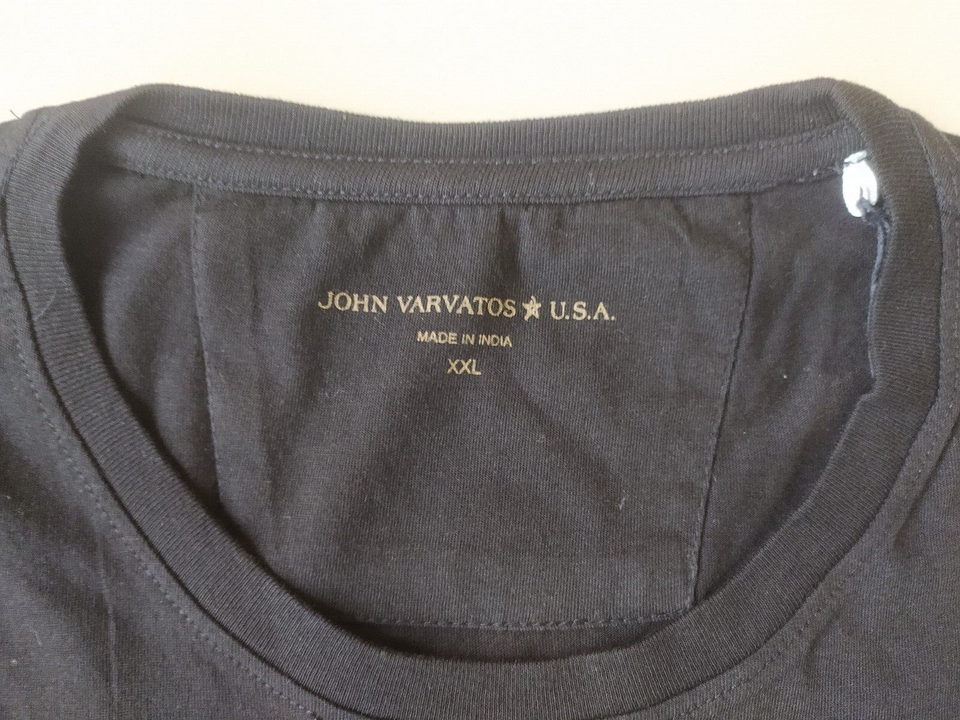 JOHN VARVATOS ★ U.S.A.
MADE IN INDIA
XXL